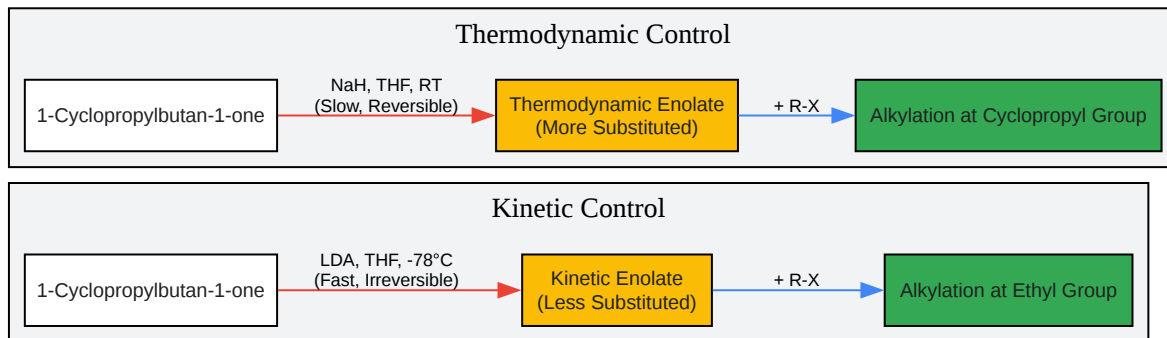 Thermodynamic Control
1-Cyclopropylbutan-1-one
NaH, THF, RT
(Slow, Reversible)
Thermodynamic Enolate
(More Substituted)
+ R-X
Alkylation at Cyclopropyl Group
Kinetic Control
1-Cyclopropylbutan-1-one
LDA, THF, -78°C
(Fast, Irreversible)
Kinetic Enolate
(Less Substituted)
+ R-X
Alkylation at Ethyl Group